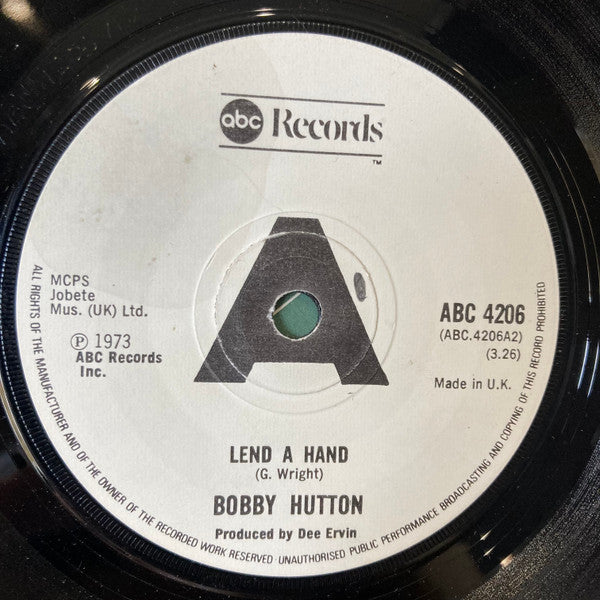 abc Records
TM
A
MCPS
Jobete
Mus. (UK) Ltd.
Ⓟ 1973
ABC Records
Inc.
ABC 4206
(ABC.4206A2)
(3.26)
Made in U.K.
LEND A HAND
(G. Wright)
BOBBY HUTTON
Produced by Dee Ervin
ALL RIGHTS OF THE MANUFACTURER AND OF THE OWNER OF THE RECORDED WORK RESERVED·UNAUTHORISED PUBLIC PERFORMANCE BROADCASTING AND COPYING OF THIS RECORD PROHIBITED